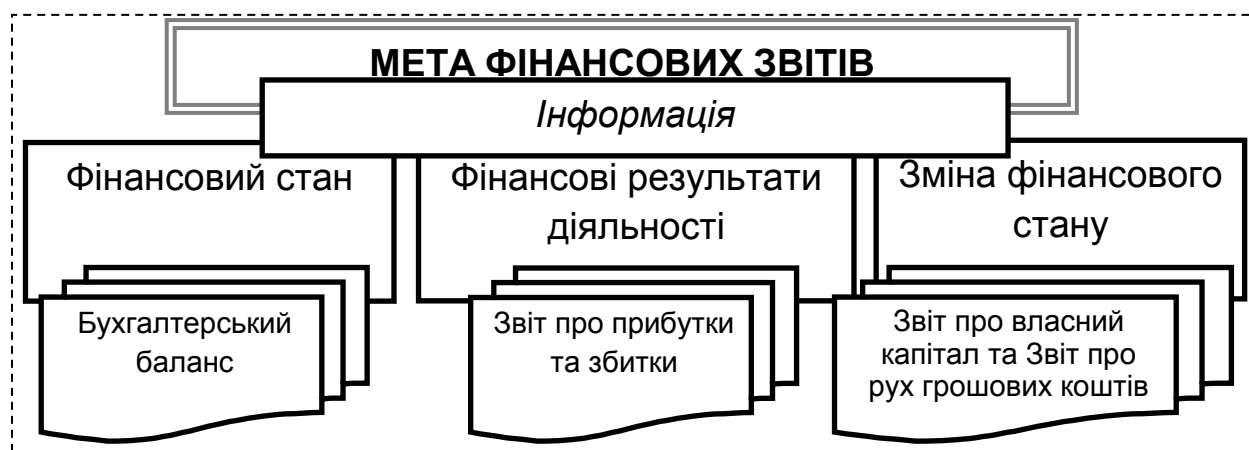 МЕТА ФІНАНСОВИХ ЗВІТІВ
Інформація
Фінансовий стан
Фінансові результати
діяльності
Зміна фінансового
стану
Бухгалтерський
баланс
Звіт про прибутки
та збитки
Звіт про власний
капітал та Звіт про
рух грошових коштів